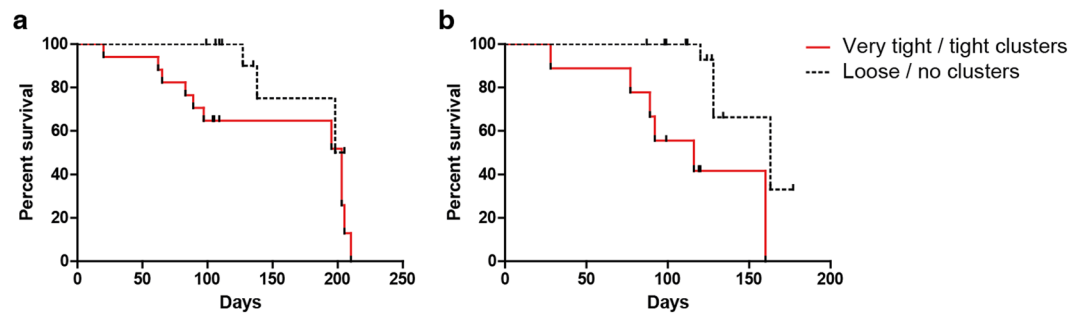 a
100
80
60
40
20
0
Percent survival
0 50 100 150 200 250
Days
b
100
80
60
40
20
0
Percent survival
0 50 100 150 200
Days
Very tight / tight clusters
Loose / no clusters